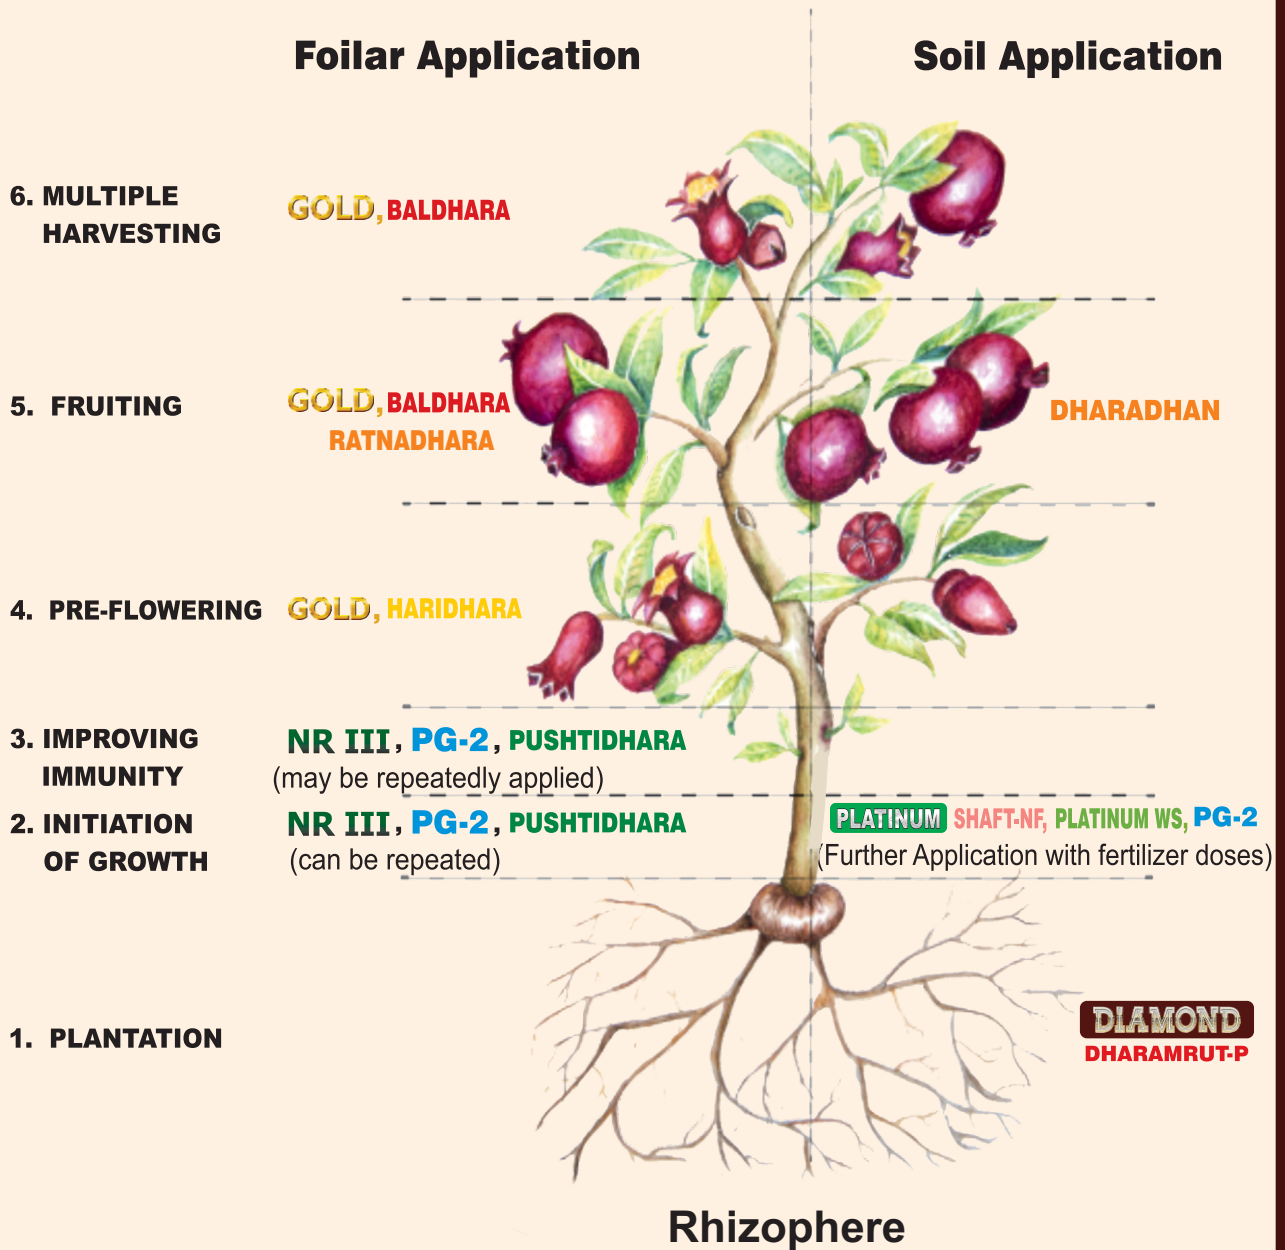 Foilar Application
Soil Application
6. MULTIPLE
HARVESTING
GOLD, BALDHARA
5. FRUITING
GOLD, BALDHARA
RATNADHARA
DHARADHAN
4. PRE-FLOWERING
GOLD, HARIDHARA
3. IMPROVING
IMMUNITY
NR III, PG-2, PUSHTIDHARA
(may be repeatedly applied)
2. INITIATION
OF GROWTH
NR III, PG-2, PUSHTIDHARA
(can be repeated)
PLATINUM SHAFT-NF, PLATINUM WS, PG-2
(Further Application with fertilizer doses)
1. PLANTATION
DIAMOND
DHARAMRUT-P
Rhizophere